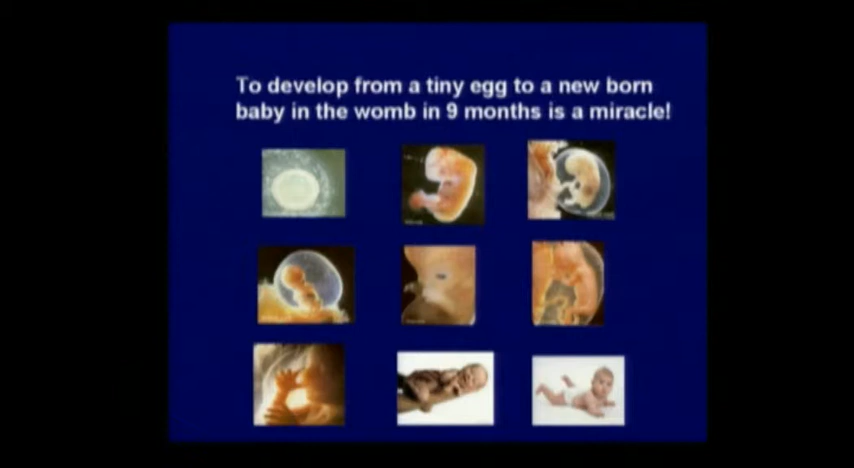 To develop from a tiny egg to a new born
baby in the womb in 9 months is a miracle!